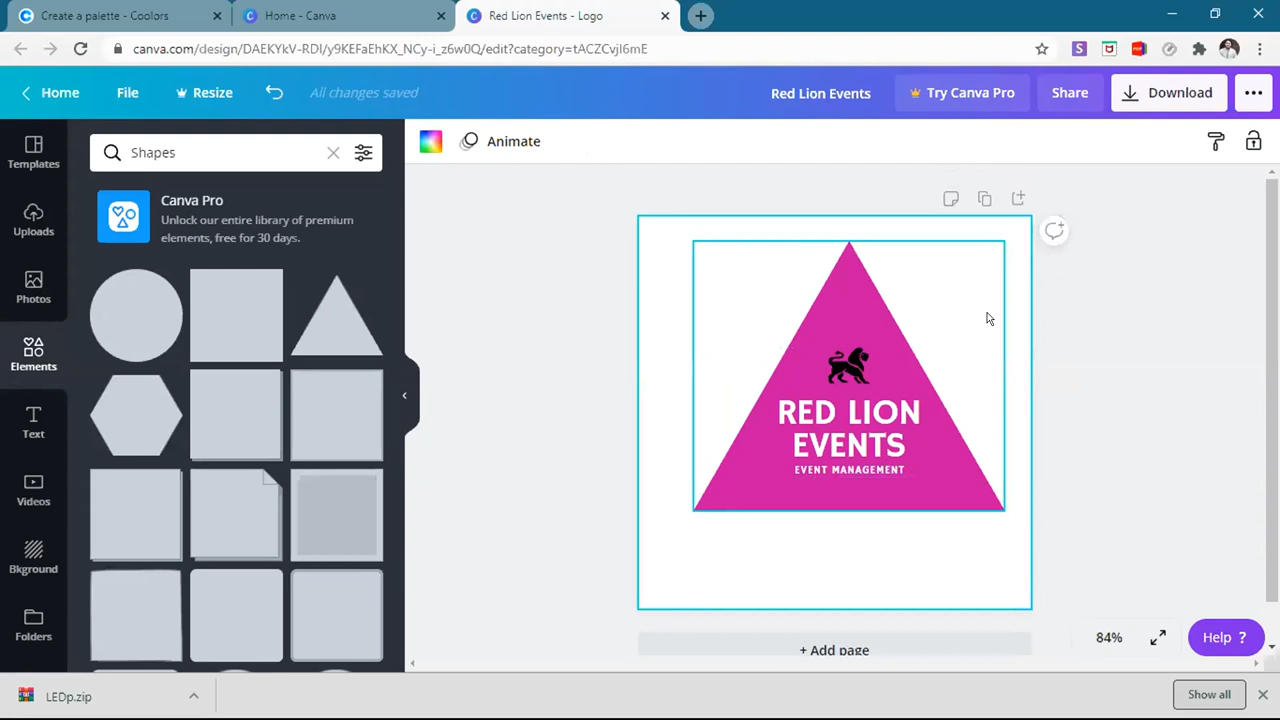 Create a palette - Coolors
Home - Canva
Red Lion Events - Logo
canva.com/design/DAEKYkV-RDI/y9KEFaEhKX_NCy-i_z6w0Q/edit?category=tACZCvjI6mE
Home
File
Resize
All changes saved
Red Lion Events
Try Canva Pro
Share
Download
Templates
Uploads
Photos
Elements
Text
Videos
Bkground
Folders
Shapes
Canva Pro
Unlock our entire library of premium
elements, free for 30 days.
Animate
RED LION
EVENTS
EVENT MANAGEMENT
+ Add page
84%
Help ?
LEDp.zip
Show all